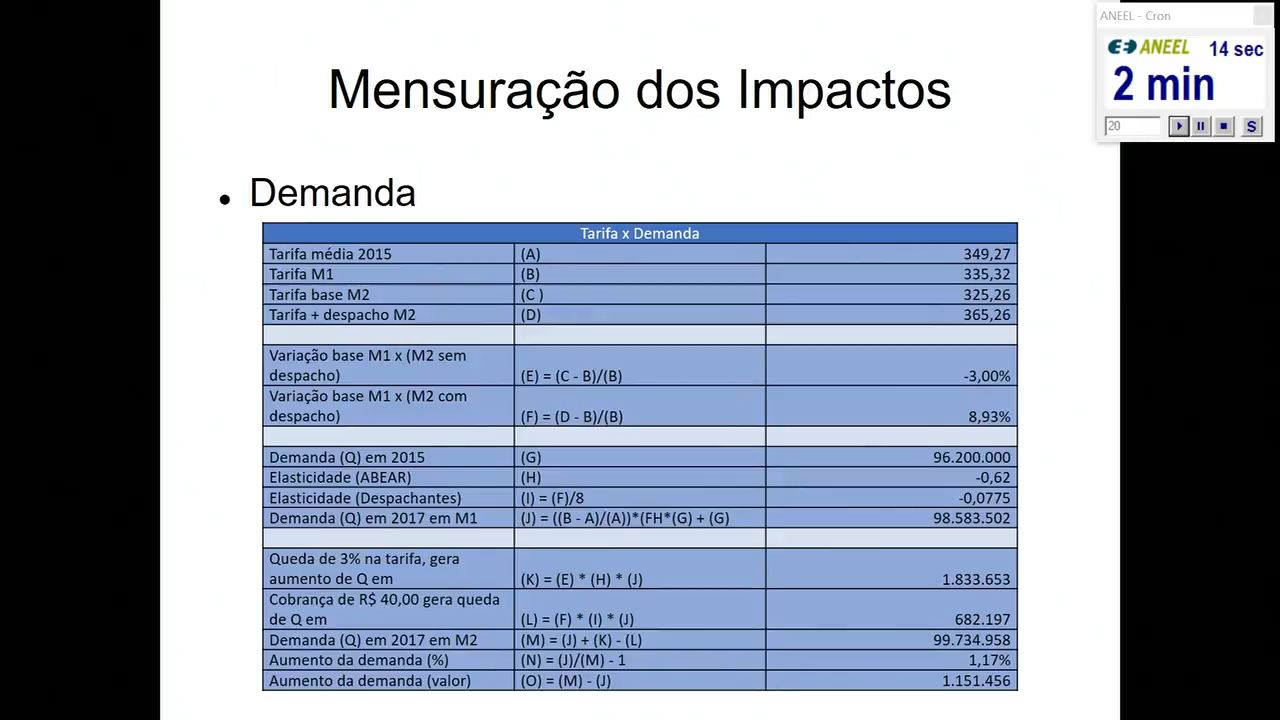 ANEEL - Cron
ANEEL 14 sec
2 min
20
S
Mensuração dos Impactos
• Demanda
Tarifa x Demanda
Tarifa média 2015 (A) 349,27
Tarifa M1 (B) 335,32
Tarifa base M2 (C ) 325,26
Tarifa + despacho M2 (D) 365,26
Variação base M1 x (M2 sem
despacho) (E) = (C - B)/(B) -3,00%
Variação base M1 x (M2 com
despacho) (F) = (D - B)/(B) 8,93%
Demanda (Q) em 2015 (G) 96.200.000
Elasticidade (ABEAR) (H) -0,62
Elasticidade (Despachantes) (I) = (F)/8 -0,0775
Demanda (Q) em 2017 em M1 (J) = ((B - A)/(A))*(FH*(G) + (G) 98.583.502
Queda de 3% na tarifa, gera
aumento de Q em (K) = (E) * (H) * (J) 1.833.653
Cobrança de R$ 40,00 gera queda
de Q em (L) = (F) * (I) * (J) 682.197
Demanda (Q) em 2017 em M2 (M) = (J) + (K) - (L) 99.734.958
Aumento da demanda (%) (N) = (J)/(M) - 1 1,17%
Aumento da demanda (valor) (O) = (M) - (J) 1.151.456